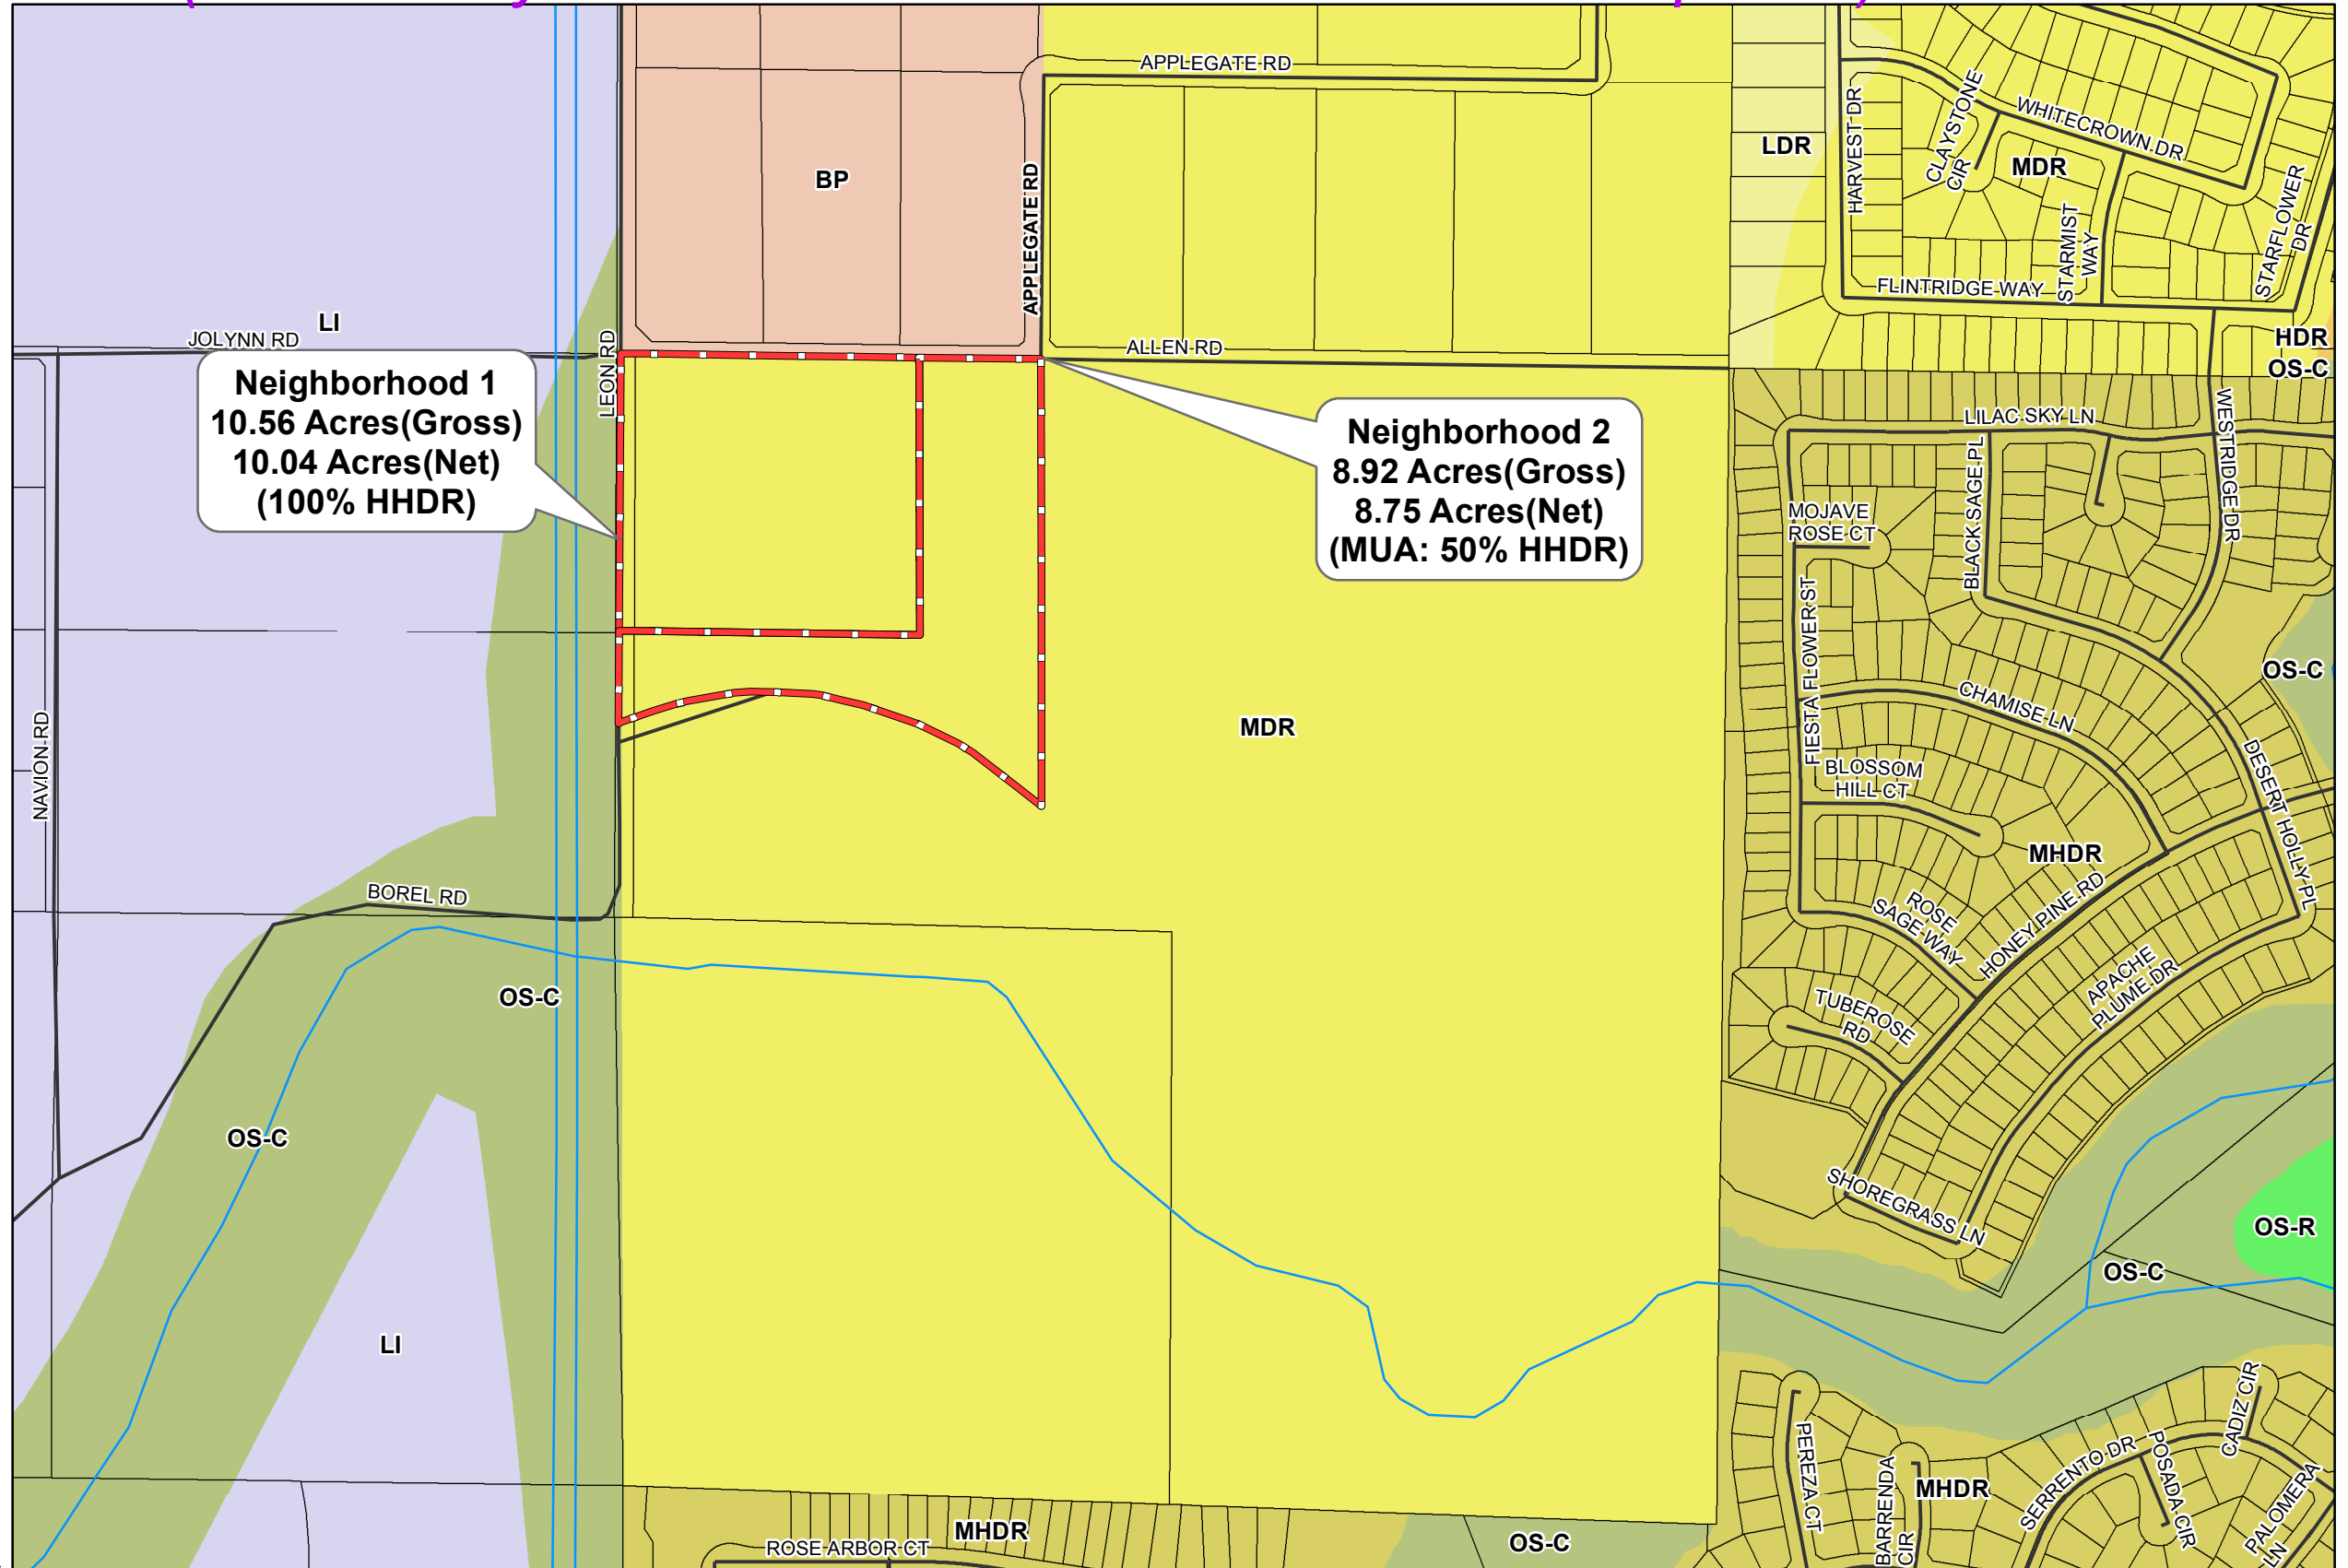 APPLEGATE RD
BP
APPLEGATE RD
LDR
HARVEST DR
CLAYSTONE
CIR
WHITECROWN DR
MDR
STARMIST
WAY
STARFLOWER
DR
FLINTRIDGE WAY
LI
JOLYNN RD
LEON RD
ALLEN RD
HDR
OS-C
Neighborhood 1
10.56 Acres(Gross)
10.04 Acres(Net)
(100% HHDR)
Neighborhood 2
8.92 Acres(Gross)
8.75 Acres(Net)
(MUA: 50% HHDR)
LILAC SKY LN
BLACK SAGE PL
WESTRIDGE DR
MOJAVE
ROSE CT
FIESTA FLOWER ST
OS-C
CHAMISE LN
MDR
NAVION RD
BLOSSOM
HILL CT
DESERT HOLLY PL
MHDR
BOREL RD
ROSE
SAGE WAY
HONEY PINE RD
APACHE
PLUME DR
OS-C
TUBEROSE
RD
OS-C
SHOREGRASS LN
OS-R
OS-C
LI
PEREZA CT
BARRENDA
CIR
MHDR
SERRENTO DR
POSADA CIR
CADIZ CIR
PALOMERA
LN
MHDR
ROSE ARBOR CT
OS-C